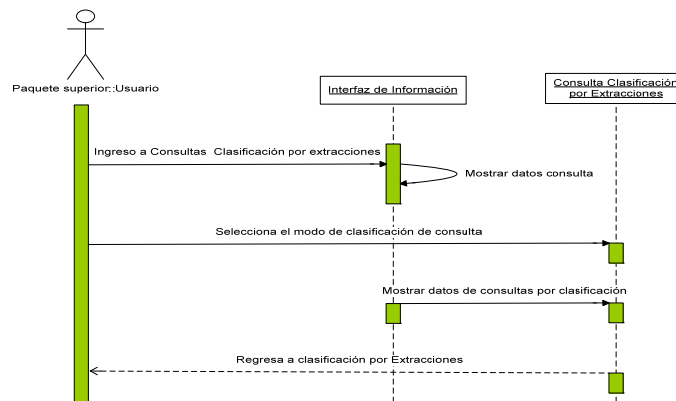 Paquete superior::Usuario
Interfaz de Información
Consulta Clasificación
por Extracciones
Ingreso a Consultas Clasificación por extracciones
Mostrar datos consulta
Selecciona el modo de clasificación de consulta
Mostrar datos de consultas por clasificación
Regresa a clasificación por Extracciones